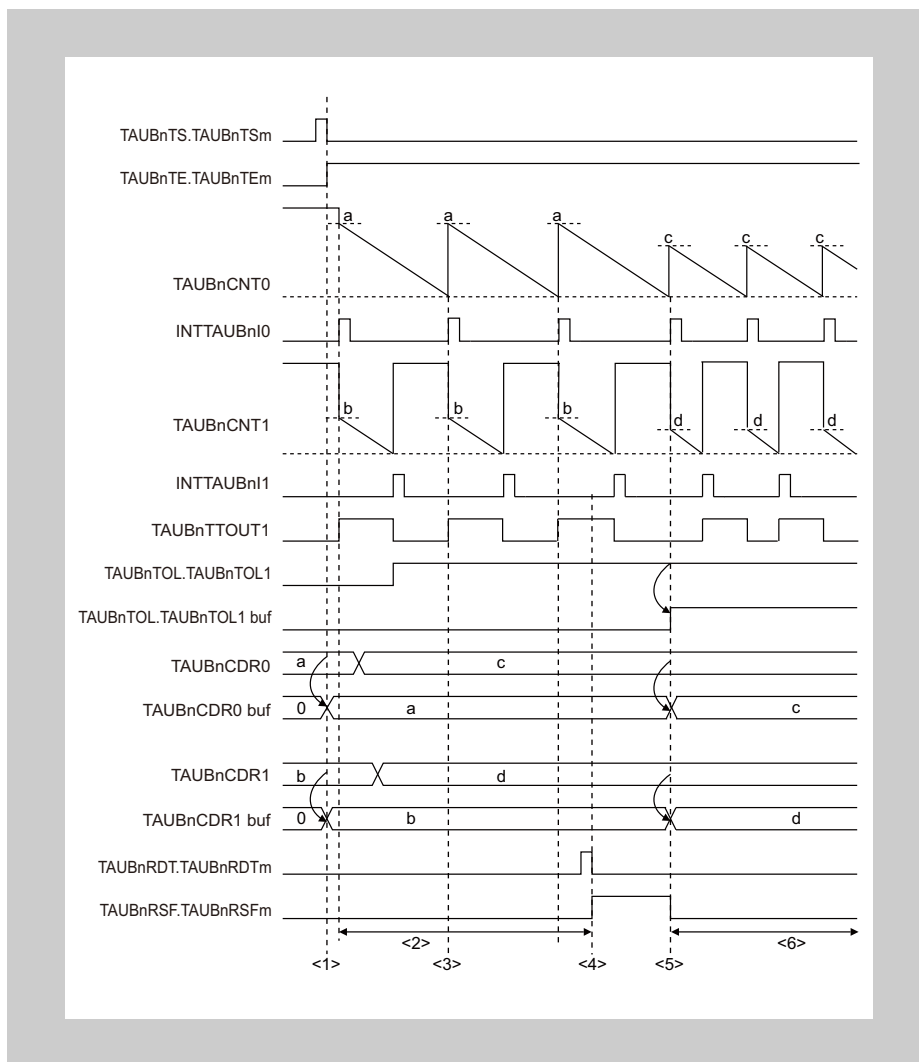 TAUBnTS.TAUBnTSm
TAUBnTE.TAUBnTEm
a a a c c c
TAUBnCNT0
INTTAUBnI0
b b b d d d
TAUBnCNT1
INTTAUBnI1
TAUBnTTOUT1
TAUBnTOL.TAUBnTOL1
TAUBnTOL.TAUBnTOL1 buf
TAUBnCDR0 a c
TAUBnCDR0 buf 0 a c
TAUBnCDR1 b d
TAUBnCDR1 buf 0 b d
TAUBnRDT.TAUBnRDTm
TAUBnRSF.TAUBnRSFm
<2> <6>
<1> <3> <4> <5>